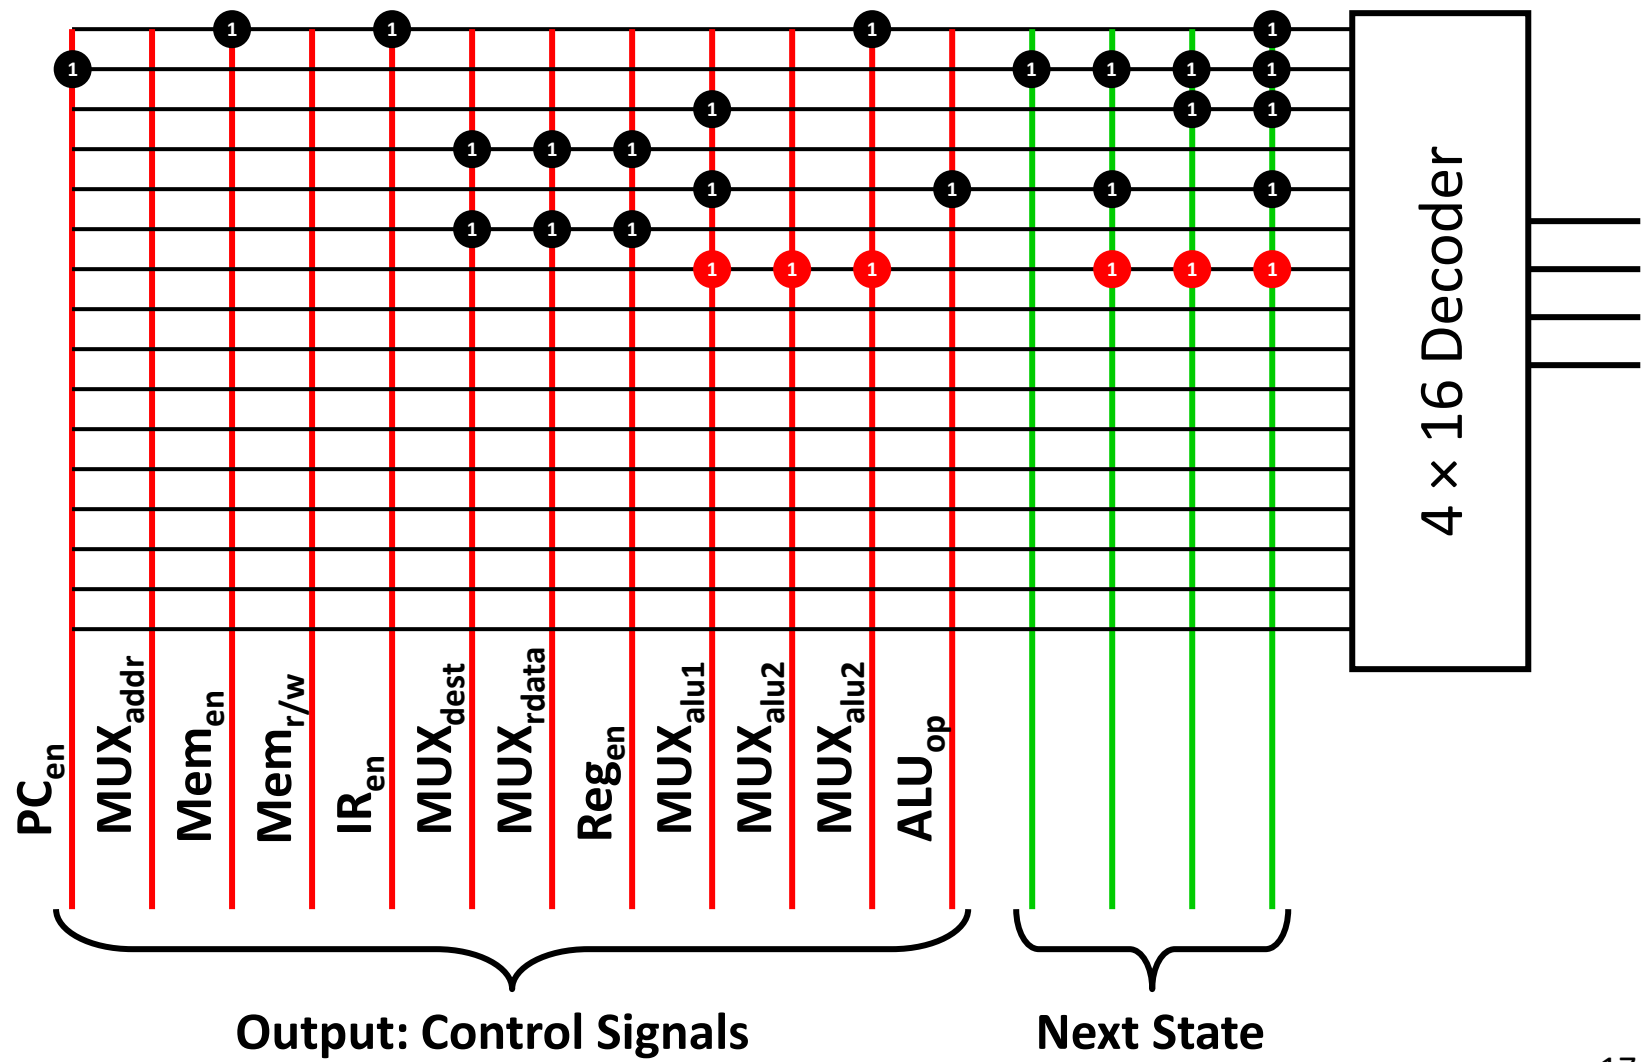 1 1 1 1
1 1 1 1 1
1 1 1
1 1 1
1 1 1 1
1 1 1
1 1 1 1 1 1
4 × 16 Decoder
PCen
MUXaddr
Memen
Memr/w
IRen
MUXdest
MUXrdata
Regen
MUXalu1
MUXalu2
MUXalu2
ALUop
Output: Control Signals
Next State